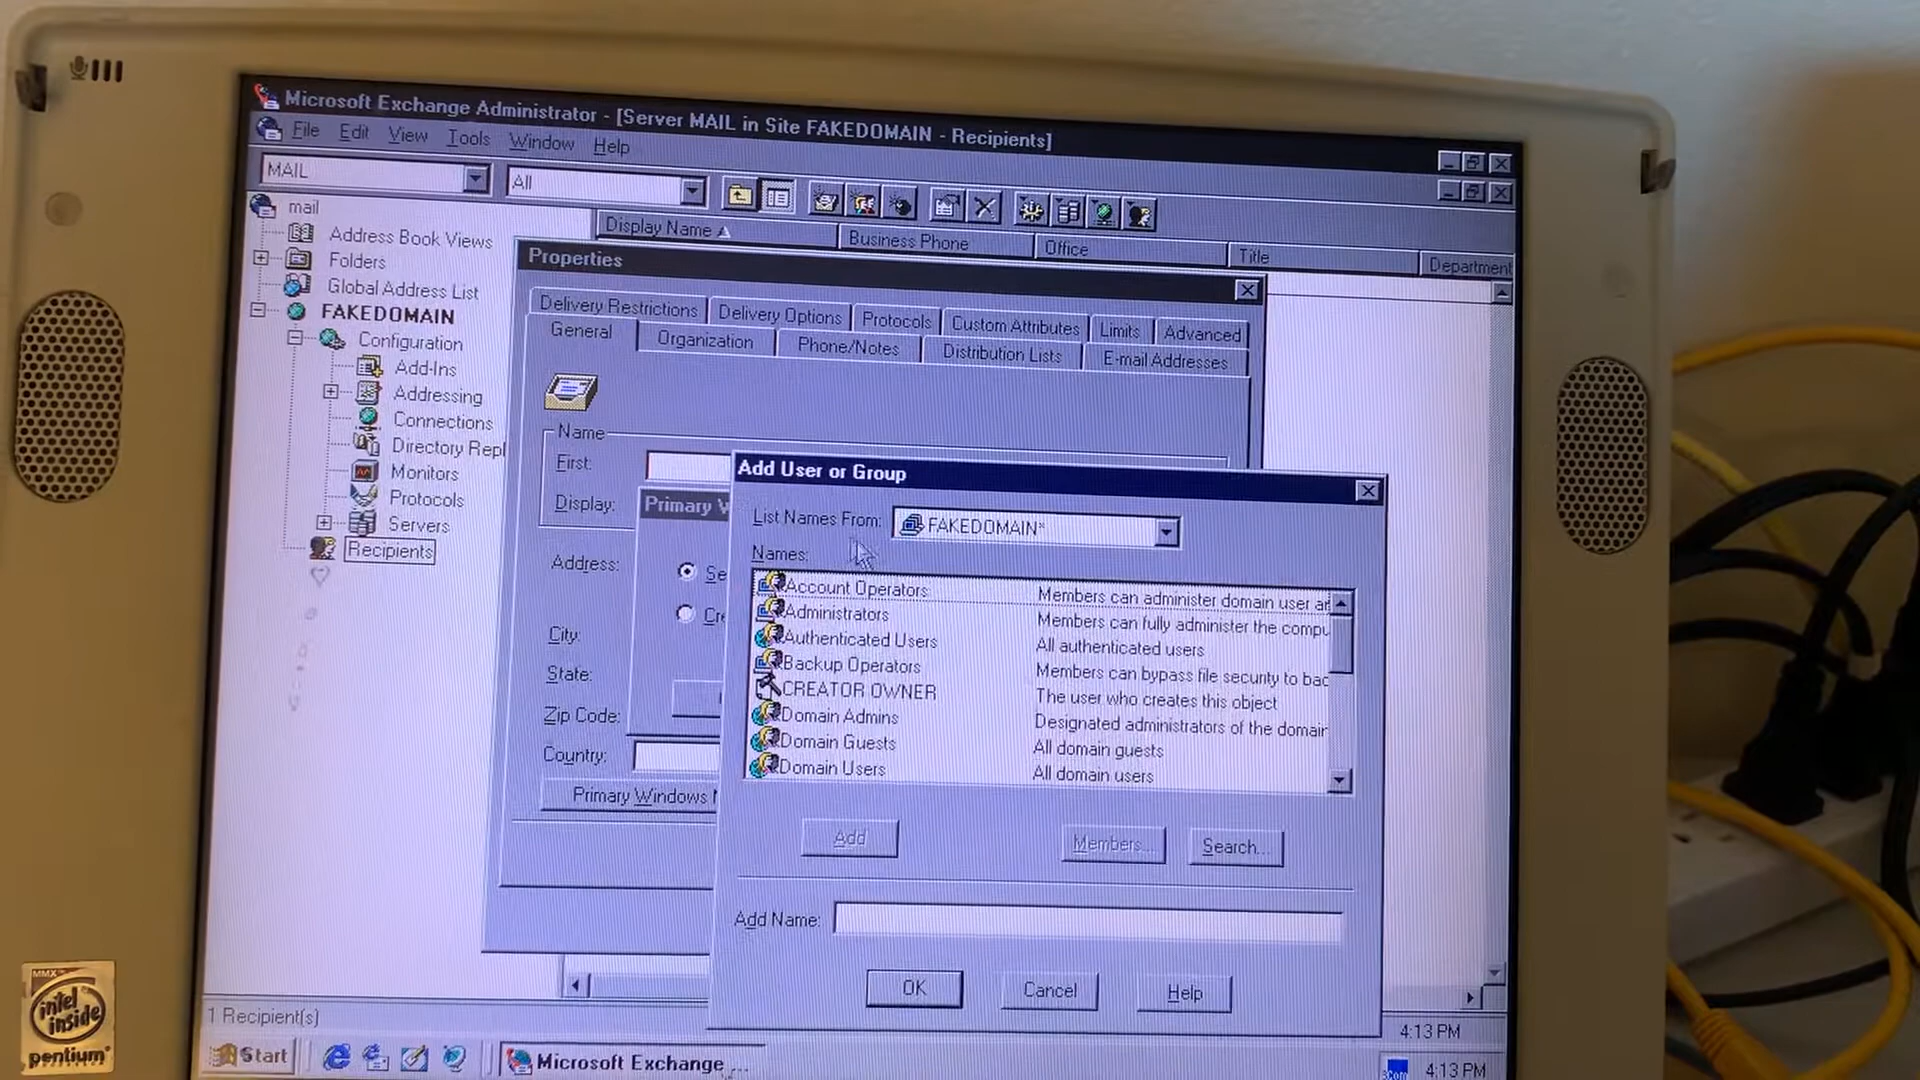 Microsoft Exchange Administrator - [Server MAIL in Site FAKEDOMAIN - Recipients]
File Edit View Tools Window Help
MAIL
All
mail
Address Book Views
Folders
Global Address List
FAKEDOMAIN
Configuration
Add-Ins
Addressing
Connections
Directory Repl
Monitors
Protocols
Servers
Recipients
Display Name
Business Phone
Office
Title
Department
Properties
Delivery Restrictions
Delivery Options
Protocols
Custom Attributes
Limits
Advanced
General
Organization
Phone/Notes
Distribution Lists
E-mail Addresses
Name
First:
Display:
Address:
City:
State:
Zip Code:
Country:
Primary Windows
Primary W
Se
Cre
Add User or Group
List Names From:
FAKEDOMAIN*
Names:
Account Operators Members can administer domain user an
Administrators Members can fully administer the compu
Authenticated Users All authenticated users
Backup Operators Members can bypass file security to bac
CREATOR OWNER The user who creates this object
Domain Admins Designated administrators of the domain
Domain Guests All domain guests
Domain Users All domain users
Add
Members...
Search...
Add Name:
OK
Cancel
Help
1 Recipient(s)
4:13 PM
Start
Microsoft Exchange ...
3Com
4:13 PM
MMX
intel
inside
pentium